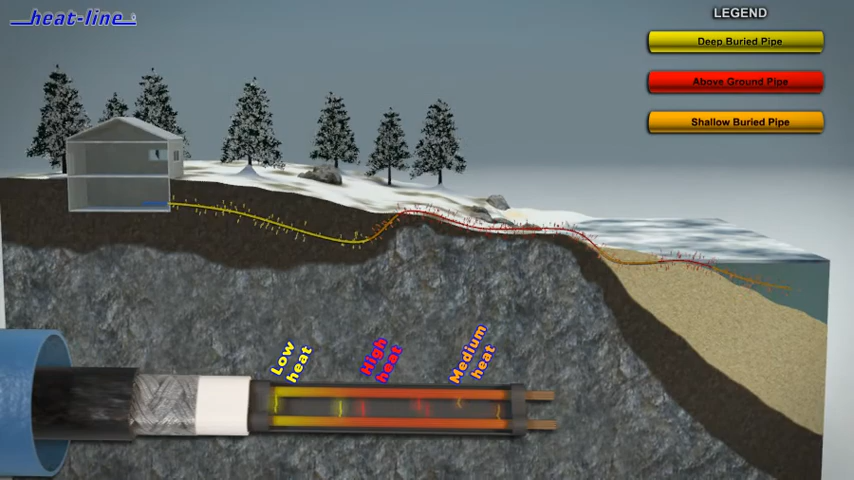 heat-line
LEGEND
Deep Buried Pipe
Above Ground Pipe
Shallow Buried Pipe
Low
heat
High
heat
Medium
heat